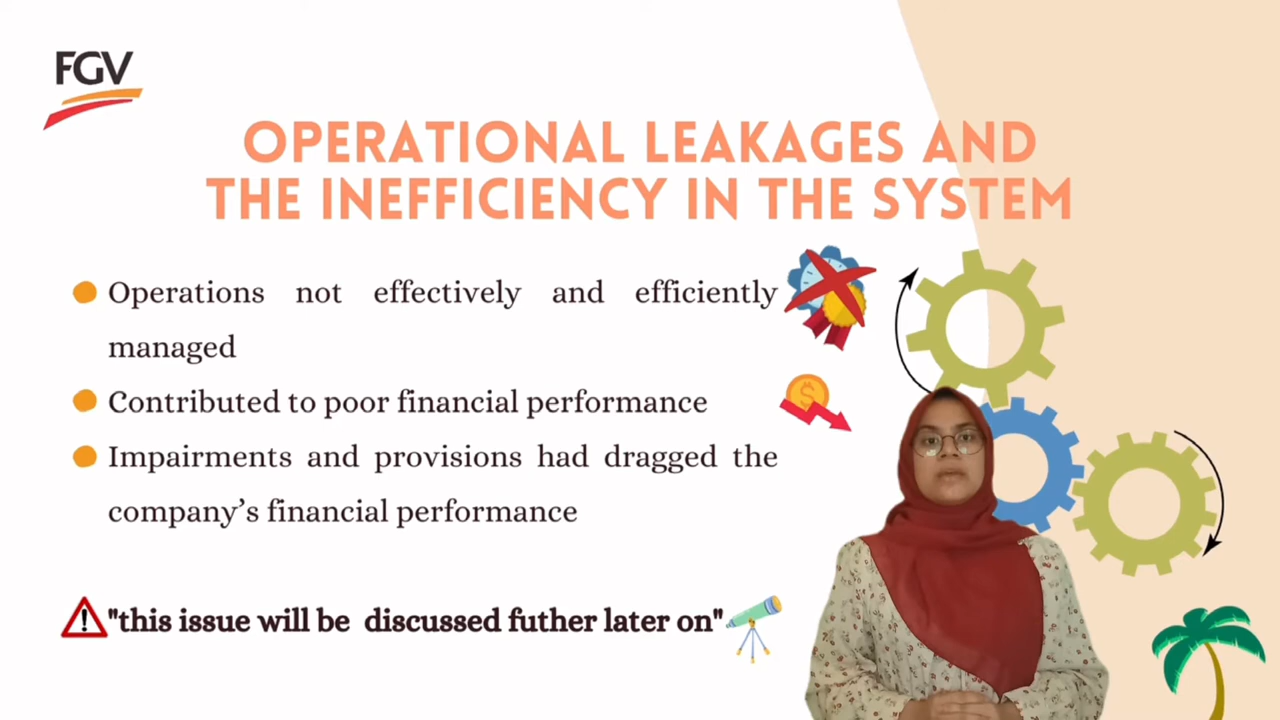 FGV
OPERATIONAL LEAKAGES AND
THE INEFFICIENCY IN THE SYSTEM
Operations not effectively and efficiently
managed
Contributed to poor financial performance
Impairments and provisions had dragged the
company's financial performance
"this issue will be discussed futher later on"